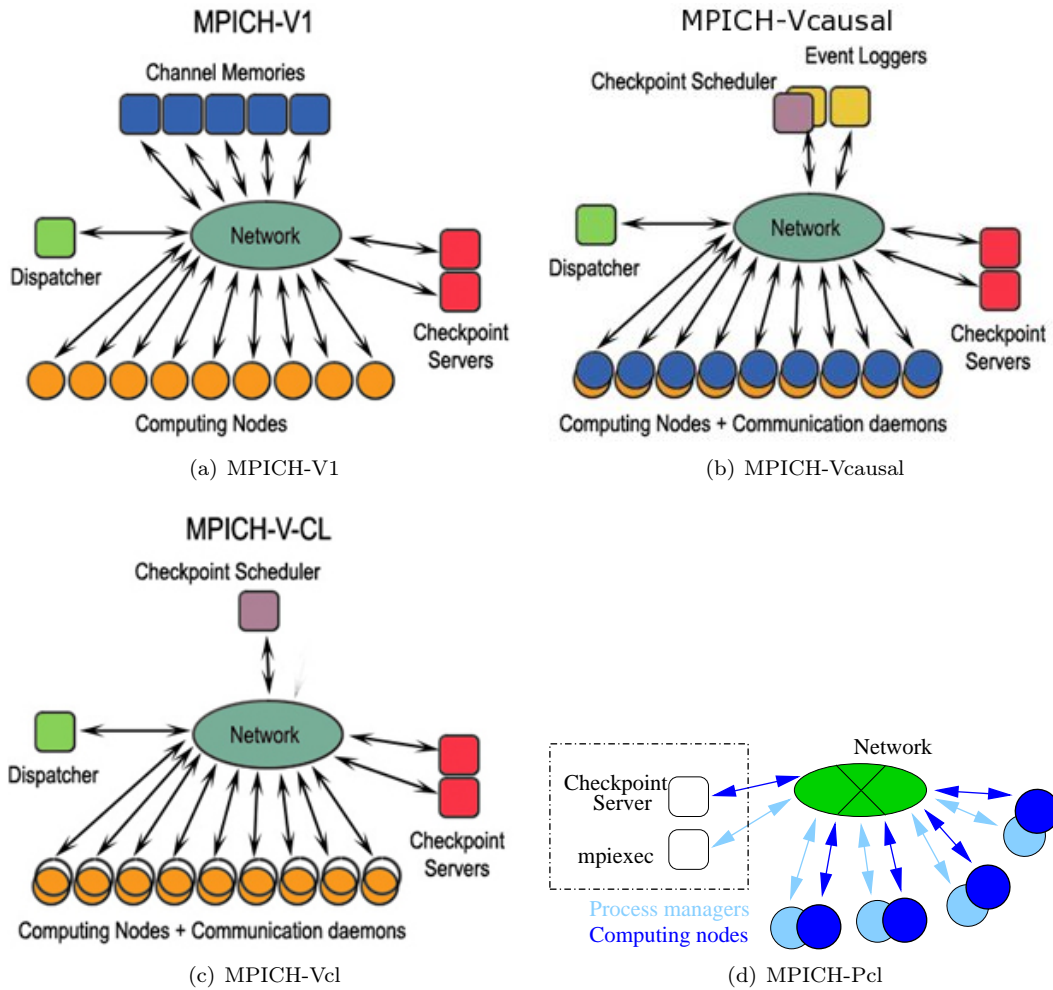 MPICH-V1
Channel Memories
Network
Dispatcher
Checkpoint
Servers
Computing Nodes
(a) MPICH-V1
MPICH-Vcausal
Event Loggers
Checkpoint Scheduler
Network
Dispatcher
Checkpoint
Servers
Computing Nodes + Communication daemons
(b) MPICH-Vcausal
MPICH-V-CL
Checkpoint Scheduler
Network
Dispatcher
Checkpoint
Servers
Computing Nodes + Communication daemons
(c) MPICH-Vcl
Network
Checkpoint
Server
mpiexec
Process managers
Computing nodes
(d) MPICH-Pcl